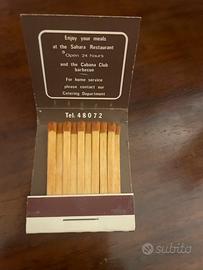 Enjoy your meals
at the Sahara Restaurant
Open 24 hours
and the Cabana Club
barbecue
For home service
please contact our
Catering Department
Tel. 48072
subito